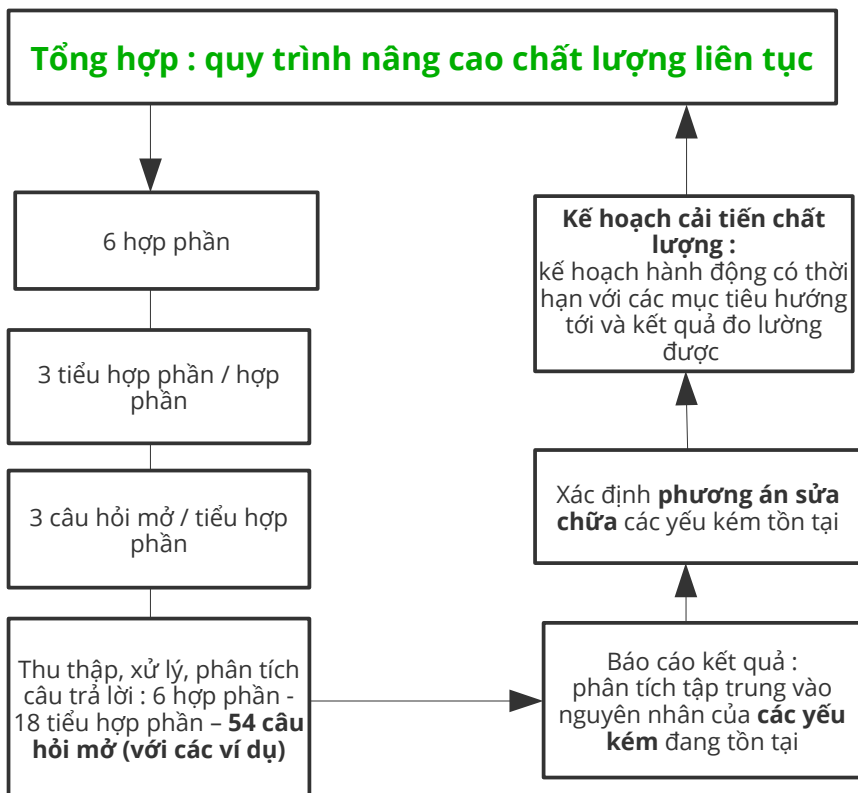 Tổng hợp : quy trình nâng cao chất lượng liên tục
6 hợp phần
3 tiểu hợp phần / hợp
phần
3 câu hỏi mở / tiểu hợp
phần
Thu thập, xử lý, phân tích
câu trả lời : 6 hợp phần -
18 tiểu hợp phần – 54 câu
hỏi mở (với các ví dụ)
Báo cáo kết quả :
phân tích tập trung vào
nguyên nhân của các yếu
kém đang tồn tại
Xác định phương án sửa
chữa các yếu kém tồn tại
Kế hoạch cải tiến chất
lượng :
kế hoạch hành động có thời
hạn với các mục tiêu hướng
tới và kết quả đo lường
được